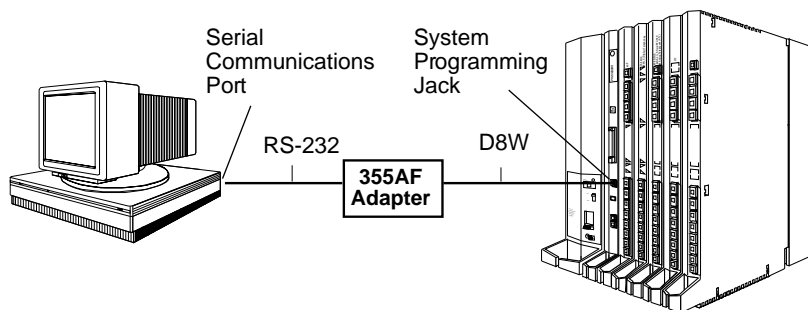 Serial
Communications
Port
System
Programming
Jack
RS-232
D8W
355AF
Adapter